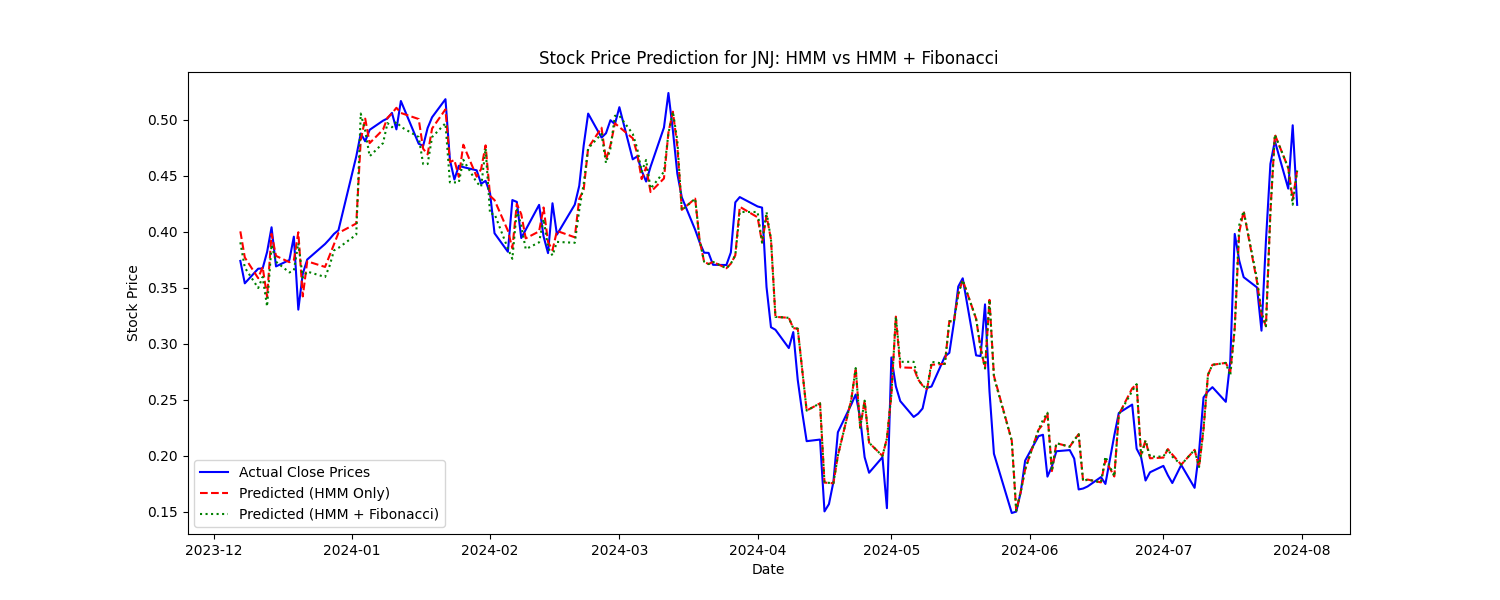 Stock Price Prediction for JNJ: HMM vs HMM + Fibonacci
Stock Price
0.50
0.45
0.40
0.35
0.30
0.25
0.20
0.15
Actual Close Prices
Predicted (HMM Only)
Predicted (HMM + Fibonacci)
2023-12 2024-01 2024-02 2024-03 2024-04 2024-05 2024-06 2024-07 2024-08
Date